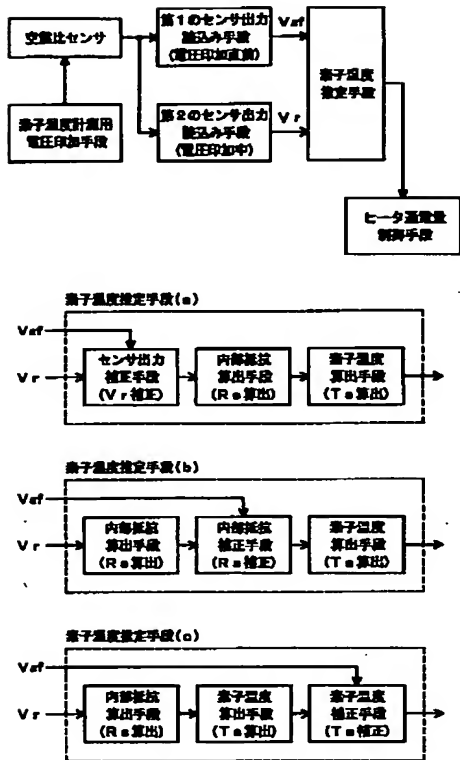 空燃比センサ
第1のセンサ出力
読込み手段
(電圧印加直前)
Vaf
素子温度計測用
電圧印加手段
第2のセンサ出力
読込み手段
(電圧印加中)
Vr
素子温度
推定手段
ヒータ通電量
制御手段
素子温度推定手段(a)
Vaf
Vr
センサ出力
補正手段
(Vr補正)
内部抵抗
算出手段
(Rs算出)
素子温度
算出手段
(Ts算出)
素子温度推定手段(b)
Vaf
Vr
内部抵抗
算出手段
(Rs算出)
内部抵抗
補正手段
(Rs補正)
素子温度
算出手段
(Ts算出)
素子温度推定手段(c)
Vaf
Vr
内部抵抗
算出手段
(Rs算出)
素子温度
算出手段
(Ts算出)
素子温度
補正手段
(Ts補正)